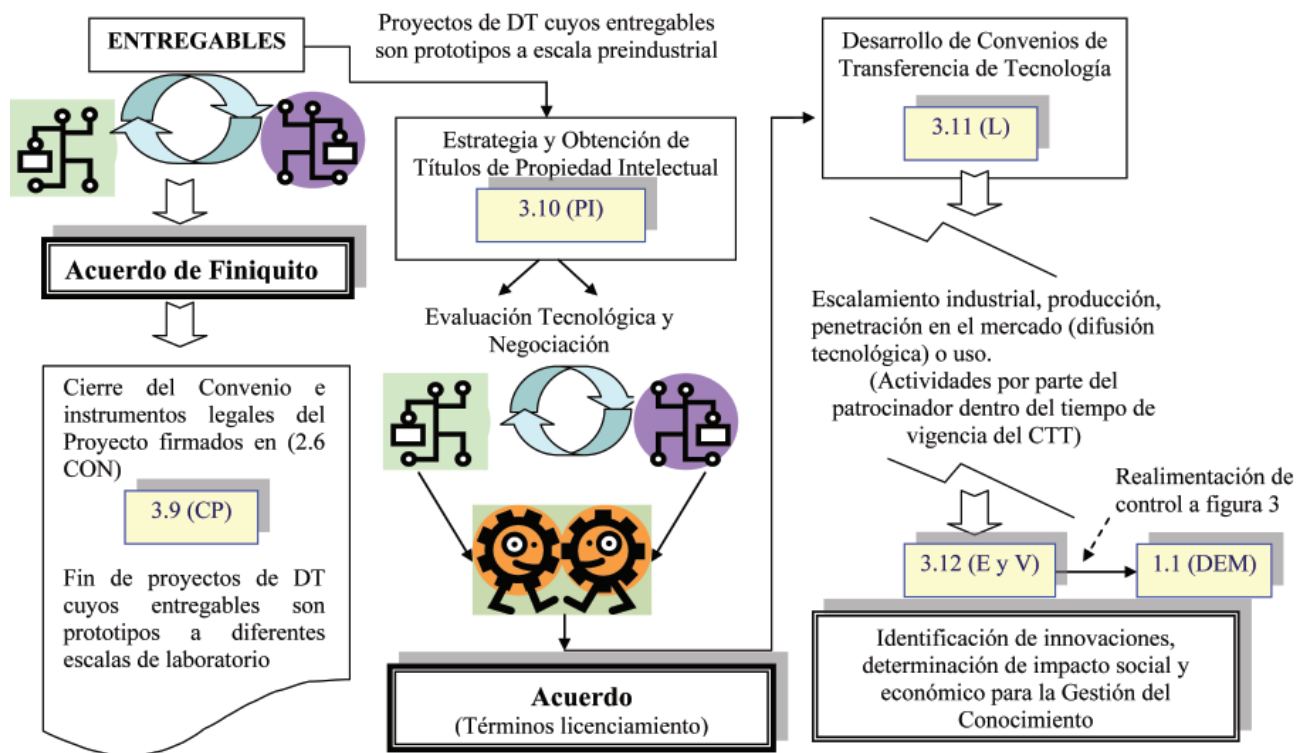 ENTREGABLES
Proyectos de DT cuyos entregables
son prototipos a escala preindustrial
Acuerdo de Finiquito
Cierre del Convenio e
instrumentos legales del
Proyecto firmados en (2.6
CON)
3.9 (CP)
Fin de proyectos de DT
cuyos entregables son
prototipos a diferentes
escalas de laboratorio
Estrategia y Obtención de
Títulos de Propiedad Intelectual
3.10 (PI)
Evaluación Tecnológica y
Negociación
Acuerdo
(Términos licenciamiento)
Desarrollo de Convenios de
Transferencia de Tecnología
3.11 (L)
Escalamiento industrial, producción,
penetración en el mercado (difusión
tecnológica) o uso.
(Actividades por parte del
patrocinador dentro del tiempo de
vigencia del CTT)
Realimentación de
control a figura 3
3.12 (E y V)
1.1 (DEM)
Identificación de innovaciones,
determinación de impacto social y
económico para la Gestión del
Conocimiento